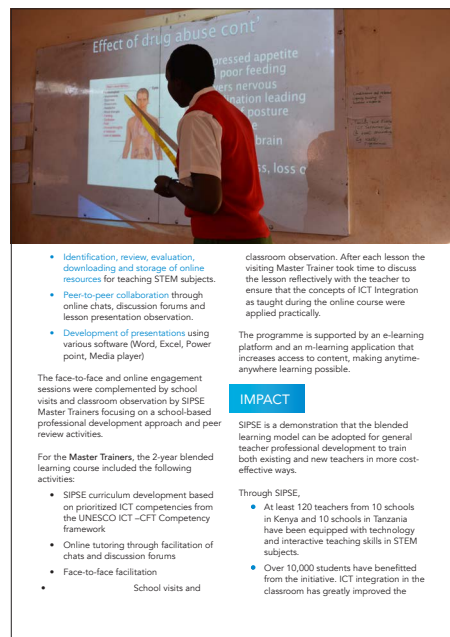 Effect of drug abuse cont'
pressed appetite
poor feeding
vers nervous
ination leading
posture
brain
ss, loss o
• Identification, review, evaluation,
downloading and storage of online
resources for teaching STEM subjects.
• Peer-to-peer collaboration through
online chats, discussion forums and
lesson presentation observation.
• Development of presentations using
various software (Word, Excel, Power
point, Media player)
The face-to-face and online engagement
sessions were complemented by school
visits and classroom observation by SIPSE
Master Trainers focusing on a school-based
professional development approach and peer
review activities.
For the Master Trainers, the 2-year blended
learning course included the following
activities:
• SIPSE curriculum development based
on prioritized ICT competencies from
the UNESCO ICT –CFT Competency
framework
• Online tutoring through facilitation of
chats and discussion forums
• Face-to-face facilitation
• School visits and
classroom observation. After each lesson the
visiting Master Trainer took time to discuss
the lesson reflectively with the teacher to
ensure that the concepts of ICT Integration
as taught during the online course were
applied practically.
The programme is supported by an e-learning
platform and an m-learning application that
increases access to content, making anytime-
anywhere learning possible.
IMPACT
SIPSE is a demonstration that the blended
learning model can be adopted for general
teacher professional development to train
both existing and new teachers in more cost-
effective ways.
Through SIPSE,
• At least 120 teachers from 10 schools
in Kenya and 10 schools in Tanzania
have been equipped with technology
and interactive teaching skills in STEM
subjects.
• Over 10,000 students have benefitted
from the initiative. ICT integration in the
classroom has greatly improved the